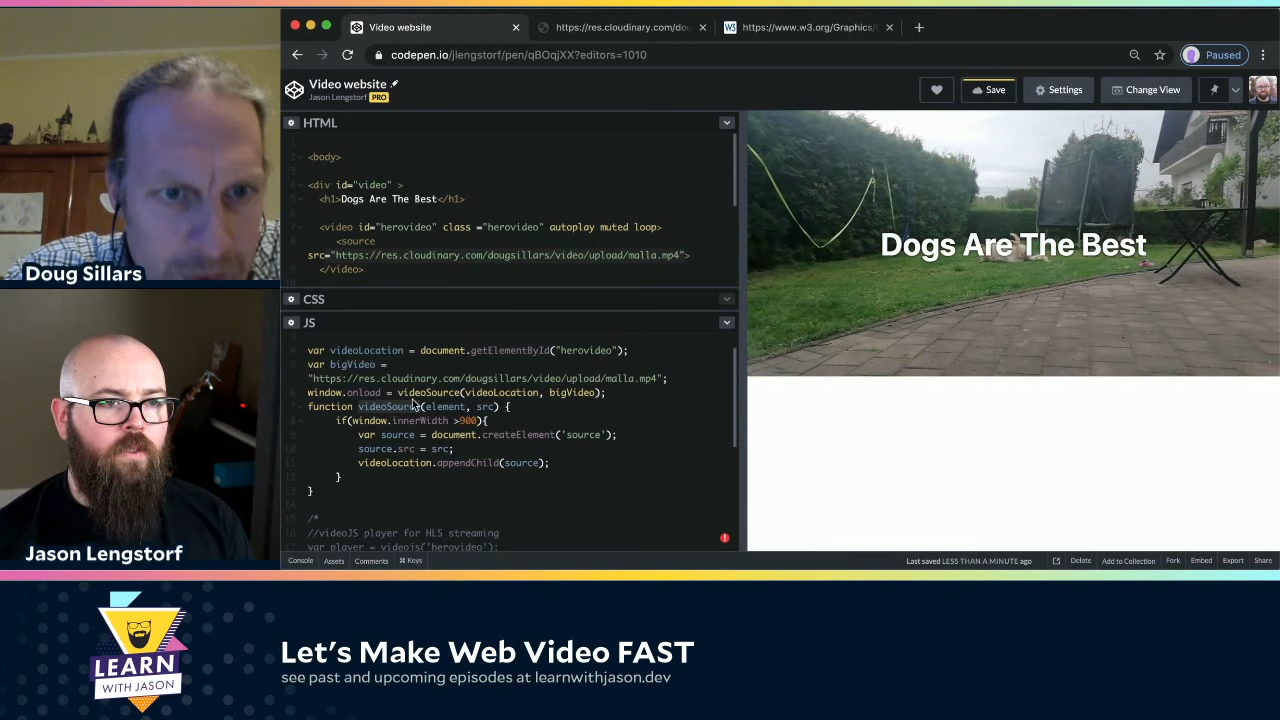 Video website
https://res.cloudinary.com/dou
https://www.w3.org/Graphics/
codepen.io/jlengstorf/pen/qBOqjXX?editors=1010
Paused
Video website
Jason Lengstorf PRO
Save
Settings
Change View
HTML
<body>
<div id="video" >
<h1>Dogs Are The Best</h1>
<video id="herovideo" class ="herovideo" autoplay muted loop>
<source
src="https://res.cloudinary.com/dougsillars/video/upload/malla.mp4">
</video>
CSS
JS
var videoLocation = document.getElementById("herovideo");
var bigVideo =
"https://res.cloudinary.com/dougsillars/video/upload/malla.mp4";
window.onload = videoSource(videoLocation, bigVideo);
function videoSource(element, src) {
if(window.innerWidth >900){
var source = document.createElement('source');
source.src = src;
videoLocation.appendChild(source);
}
}
/*
//videoJS player for HLS streaming
var player = videojs('herovideo');
Dogs Are The Best
Console
Assets
Comments
⌘ Keys
Last saved LESS THAN A MINUTE ago
Delete
Add to Collection
Fork
Embed
Export
Share
Doug Sillars
Jason Lengstorf
LEARN
WITH JASON
Let's Make Web Video FAST
see past and upcoming episodes at learnwithjason.dev